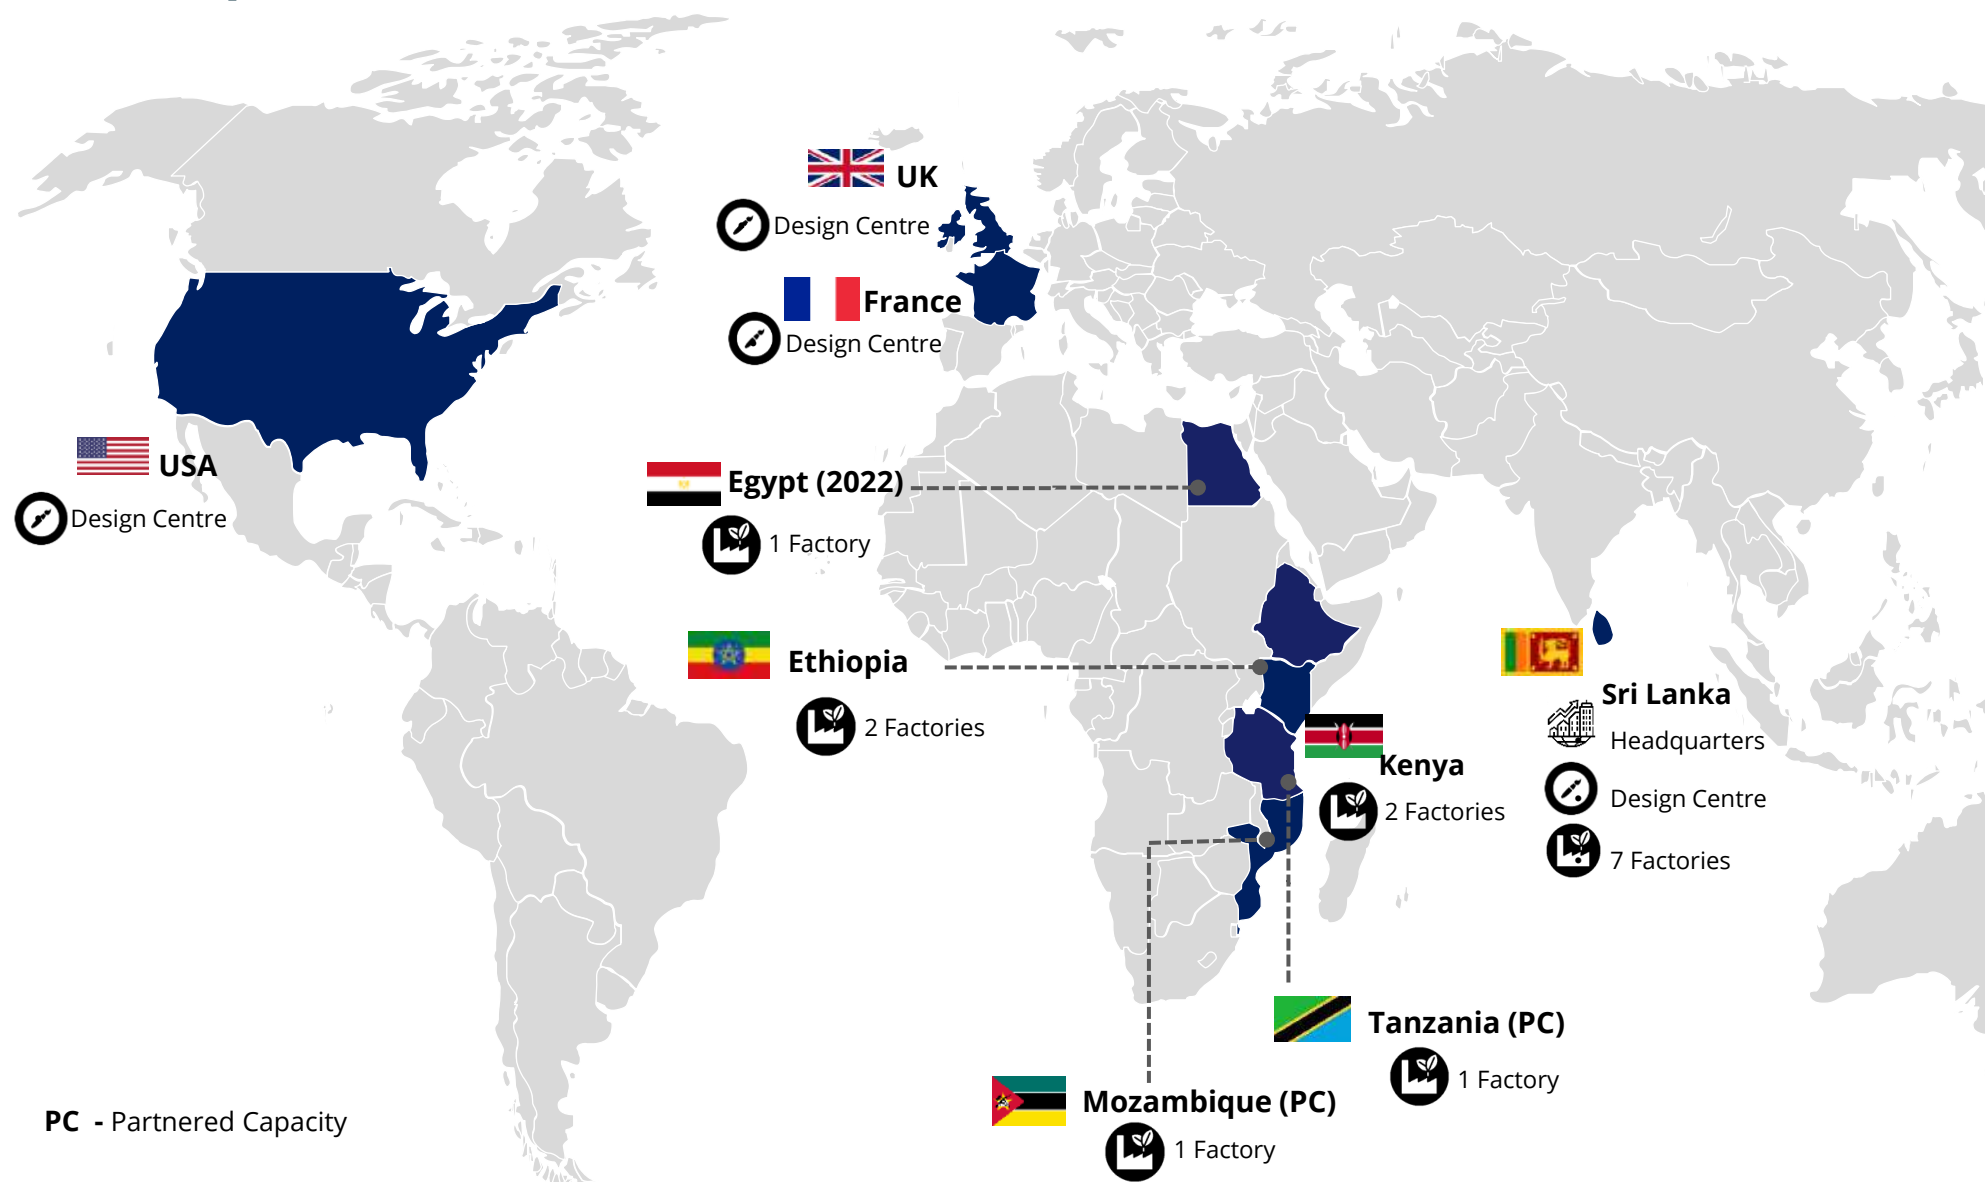 UK
Design Centre
France
Design Centre
USA
Design Centre
Egypt (2022)
1 Factory
Ethiopia
2 Factories
Kenya
2 Factories
Sri Lanka
Headquarters
Design Centre
7 Factories
Tanzania (PC)
1 Factory
Mozambique (PC)
1 Factory
PC - Partnered Capacity